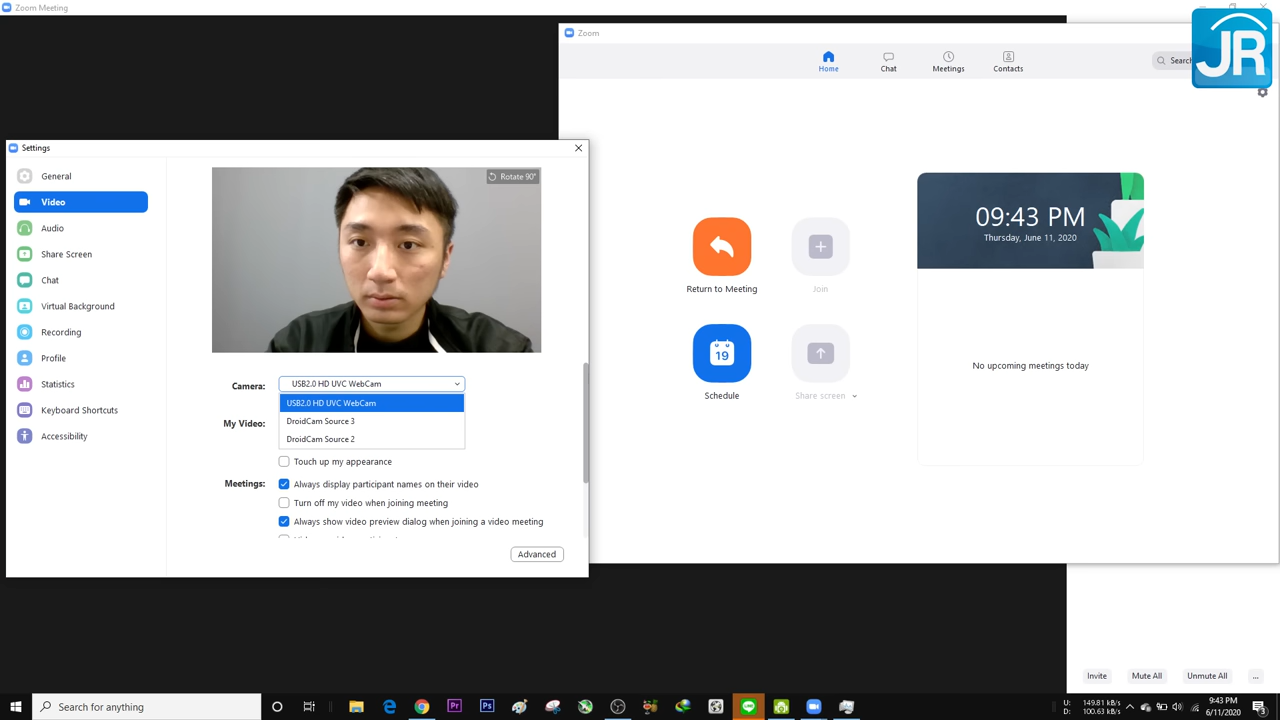 Zoom Meeting
Zoom
JR
Home
Chat
Meetings
Contacts
Search
Settings
General
Video
Audio
Share Screen
Chat
Virtual Background
Recording
Profile
Statistics
Keyboard Shortcuts
Accessibility
Rotate 90°
Camera:
USB2.0 HD UVC WebCam
USB2.0 HD UVC WebCam
DroidCam Source 3
DroidCam Source 2
My Video:
Touch up my appearance
Meetings:
Always display participant names on their video
Turn off my video when joining meeting
Always show video preview dialog when joining a video meeting
Advanced
Return to Meeting
Join
19
Schedule
Share screen
09:43 PM
Thursday, June 11, 2020
No upcoming meetings today
Invite
Mute All
Unmute All
...
Search for anything
Pr
Ps
LINE
U: 149.81 kB/s
D: 100.63 kB/s
9:43 PM
6/11/2020
3